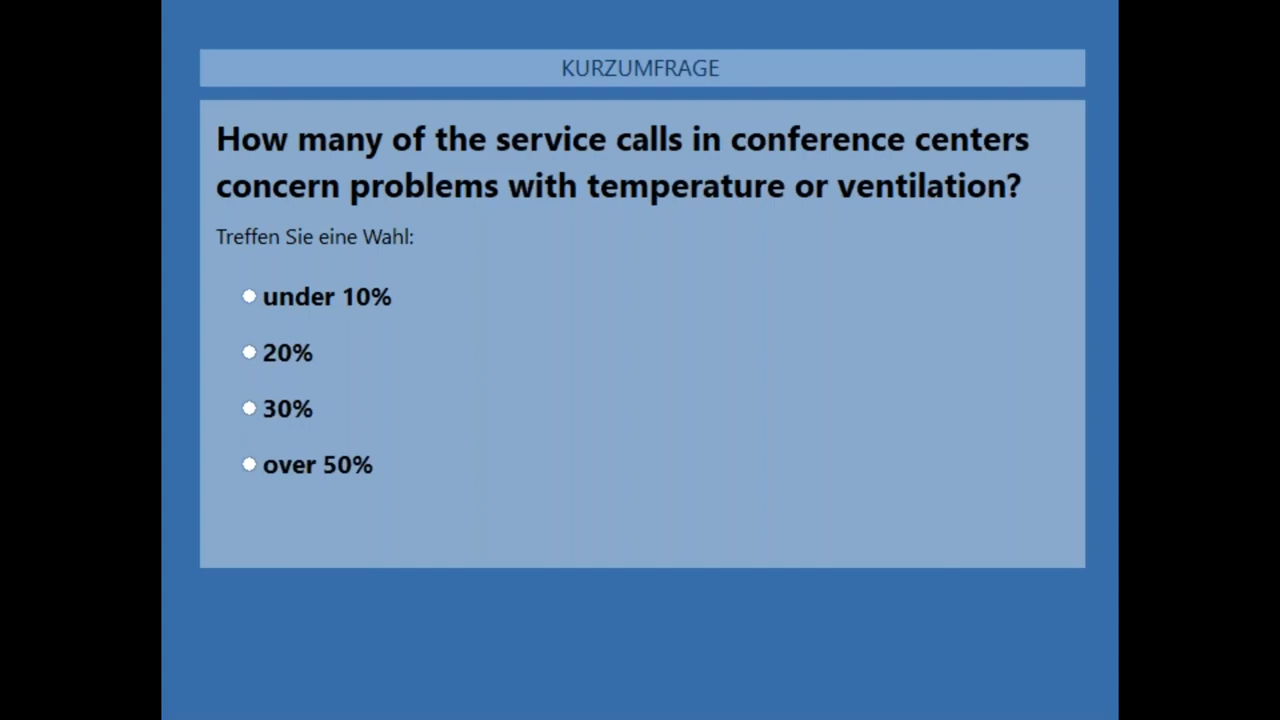 KURZUMFRAGE
How many of the service calls in conference centers
concern problems with temperature or ventilation?
Treffen Sie eine Wahl:
under 10%
20%
30%
over 50%